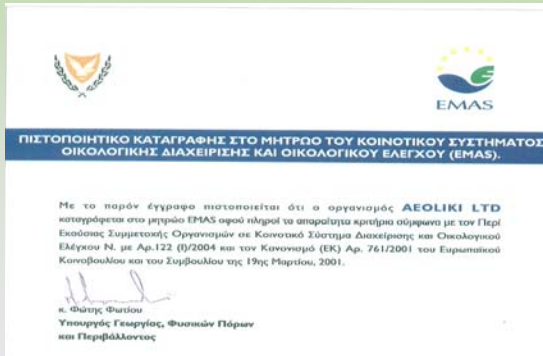 EMAS
ΠΙΣΤΟΠΟΙΗΤΙΚΟ ΚΑΤΑΓΡΑΦΗΣ ΣΤΟ ΜΗΤΡΩΟ ΤΟΥ ΚΟΙΝΟΤΙΚΟΥ ΣΥΣΤΗΜΑΤΟΣ
ΟΙΚΟΛΟΓΙΚΗΣ ΔΙΑΧΕΙΡΙΣΗΣ ΚΑΙ ΟΙΚΟΛΟΓΙΚΟΥ ΕΛΕΓΧΟΥ (EMAS).
Με το παρόν έγγραφο πιστοποιείται ότι ο οργανισμός AEOLIKI LTD
καταγράφεται στο μητρώο EMAS αφού πληροί τα απαραίτητα κριτήρια σύμφωνα με τον Περί
Εκούσιας Συμμετοχής Οργανισμών σε Κοινοτικό Σύστημα Διαχείρισης και Οικολογικού
Ελέγχου Ν. με Αρ.122 (Ι)/2004 και τον Κανονισμό (ΕΚ) Αρ. 761/2001 του Ευρωπαϊκού
Κοινοβουλίου και του Συμβουλίου της 19ης Μαρτίου, 2001.
κ. Φώτης Φωτίου
Υπουργός Γεωργίας, Φυσικών Πόρων
και Περιβάλλοντος